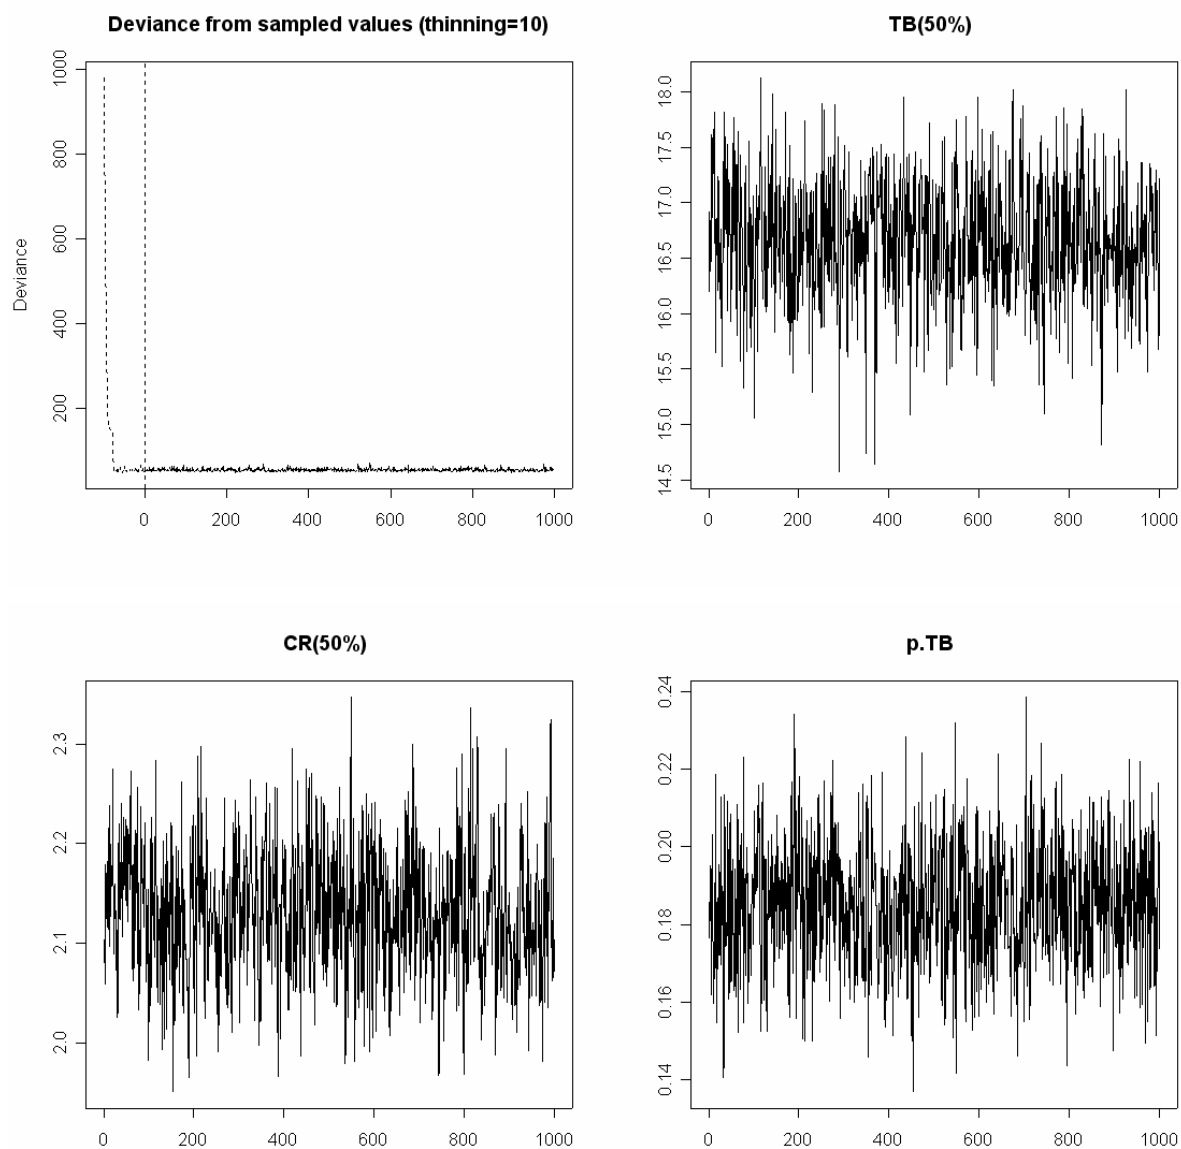 Deviance from sampled values (thinning=10)
Deviance
200 400 600 800 1000
0 200 400 600 800 1000
TB(50%)
14.5 15.0 15.5 16.0 16.5 17.0 17.5 18.0
0 200 400 600 800 1000
CR(50%)
2.0 2.1 2.2 2.3
0 200 400 600 800 1000
p.TB
0.14 0.16 0.18 0.20 0.22 0.24
0 200 400 600 800 1000